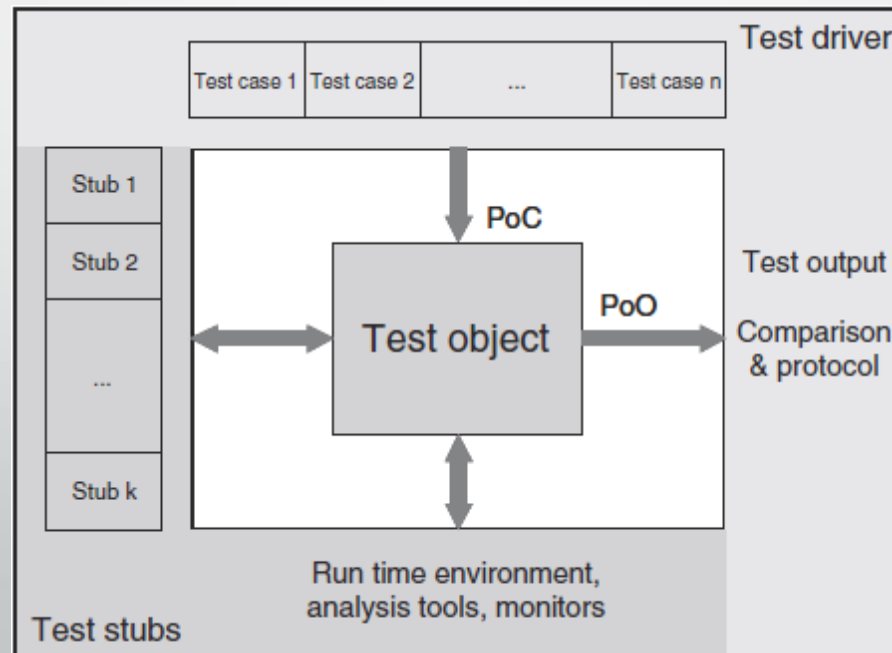 Test driver
Test case 1
Test case 2
...
Test case n
Stub 1
Stub 2
...
Stub k
PoC
PoO
Test object
Test output
Comparison
& protocol
Run time environment,
analysis tools, monitors
Test stubs